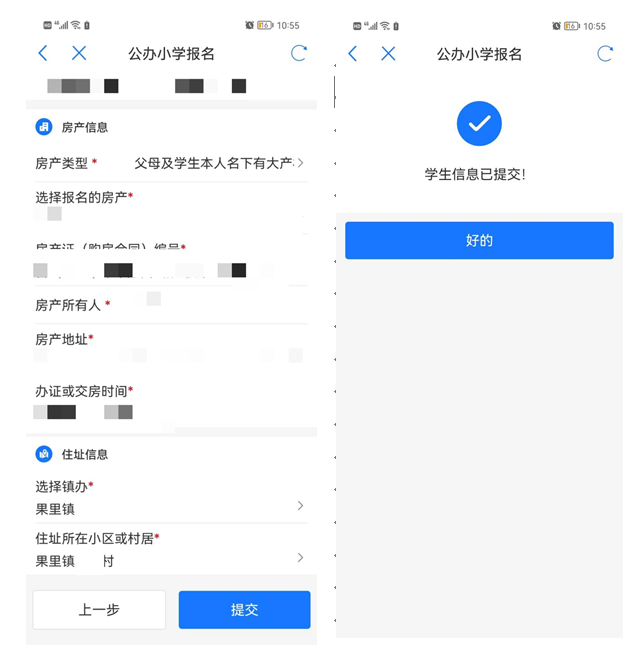 10:55
公办小学报名
房产信息
房产类型 * 父母及学生本人名下有大产
选择报名的房产*
房产证（购房合同）编号*
房产所有人 *
房产地址*
办证或交房时间*
住址信息
选择镇办*
果里镇
住址所在小区或村居*
果里镇 村
上一步 提交
10:55
公办小学报名
学生信息已提交！
好的